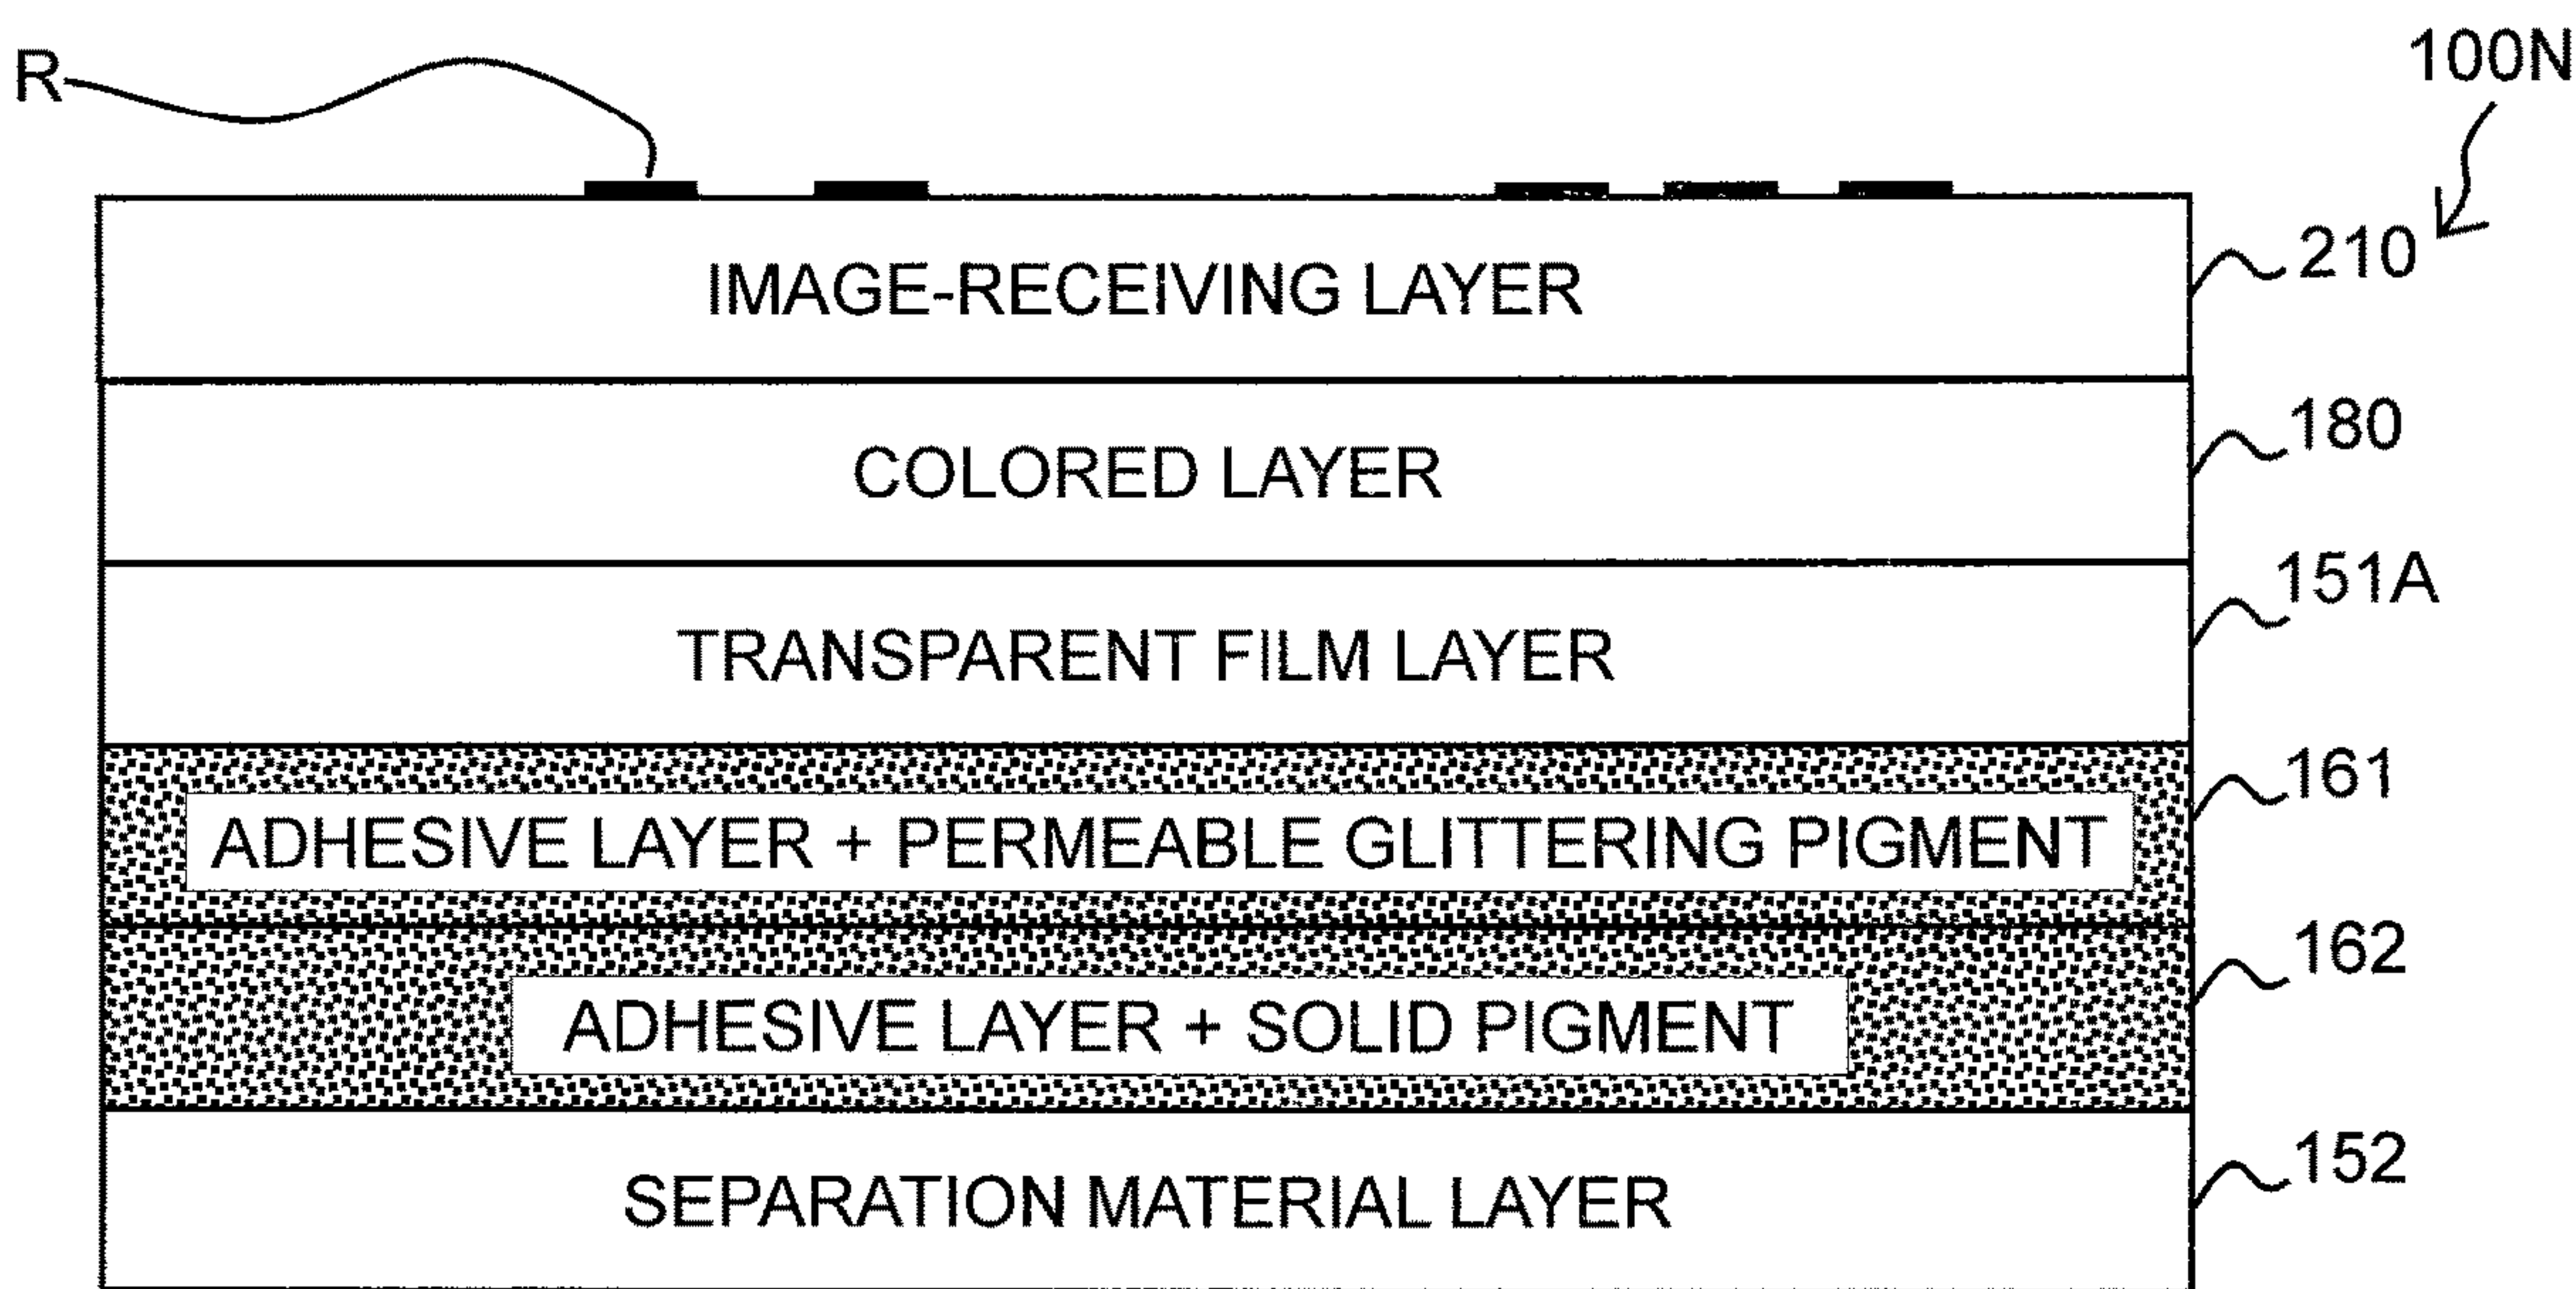 R
100N
IMAGE-RECEIVING LAYER
210
COLORED LAYER
180
TRANSPARENT FILM LAYER
151A
ADHESIVE LAYER + PERMEABLE GLITTERING PIGMENT
161
ADHESIVE LAYER + SOLID PIGMENT
162
SEPARATION MATERIAL LAYER
152